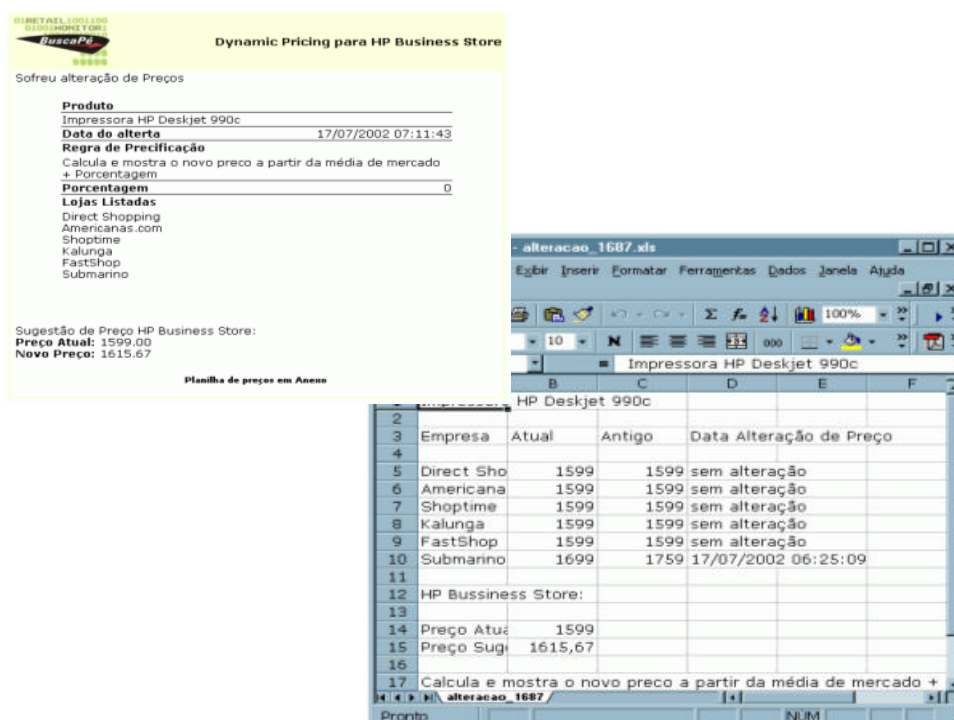 01RETAIL1001100
01001MONITOR1
BuscaPé
Dynamic Pricing para HP Business Store
Sofreu alteração de Preços
Produto
Impressora HP Deskjet 990c
Data do alterta 17/07/2002 07:11:43
Regra de Precificação
Calcula e mostra o novo preco a partir da média de mercado
+ Porcentagem
Porcentagem 0
Lojas Listadas
Direct Shopping
Americanas.com
Shoptime
Kalunga
FastShop
Submarino
Sugestão de Preço HP Business Store:
Preço Atual: 1599.00
Novo Preço: 1615.67
Planilha de preços em Anexo
- alteracao_1687.xls
Exibir Inserir Formatar Ferramentas Dados Janela Ajuda
100%
10 N 000
= Impressora HP Deskjet 990c
B C D E F
1 Impressora HP Deskjet 990c
2
3 Empresa Atual Antigo Data Alteração de Preço
4
5 Direct Sho 1599 1599 sem alteração
6 Americana 1599 1599 sem alteração
7 Shoptime 1599 1599 sem alteração
8 Kalunga 1599 1599 sem alteração
9 FastShop 1599 1599 sem alteração
10 Submarino 1699 1759 17/07/2002 06:25:09
11
12 HP Bussiness Store:
13
14 Preço Atua 1599
15 Preço Sug 1615,67
16
17 Calcula e mostra o novo preco a partir da média de mercado +
alteracao_1687
Pronto NÚM